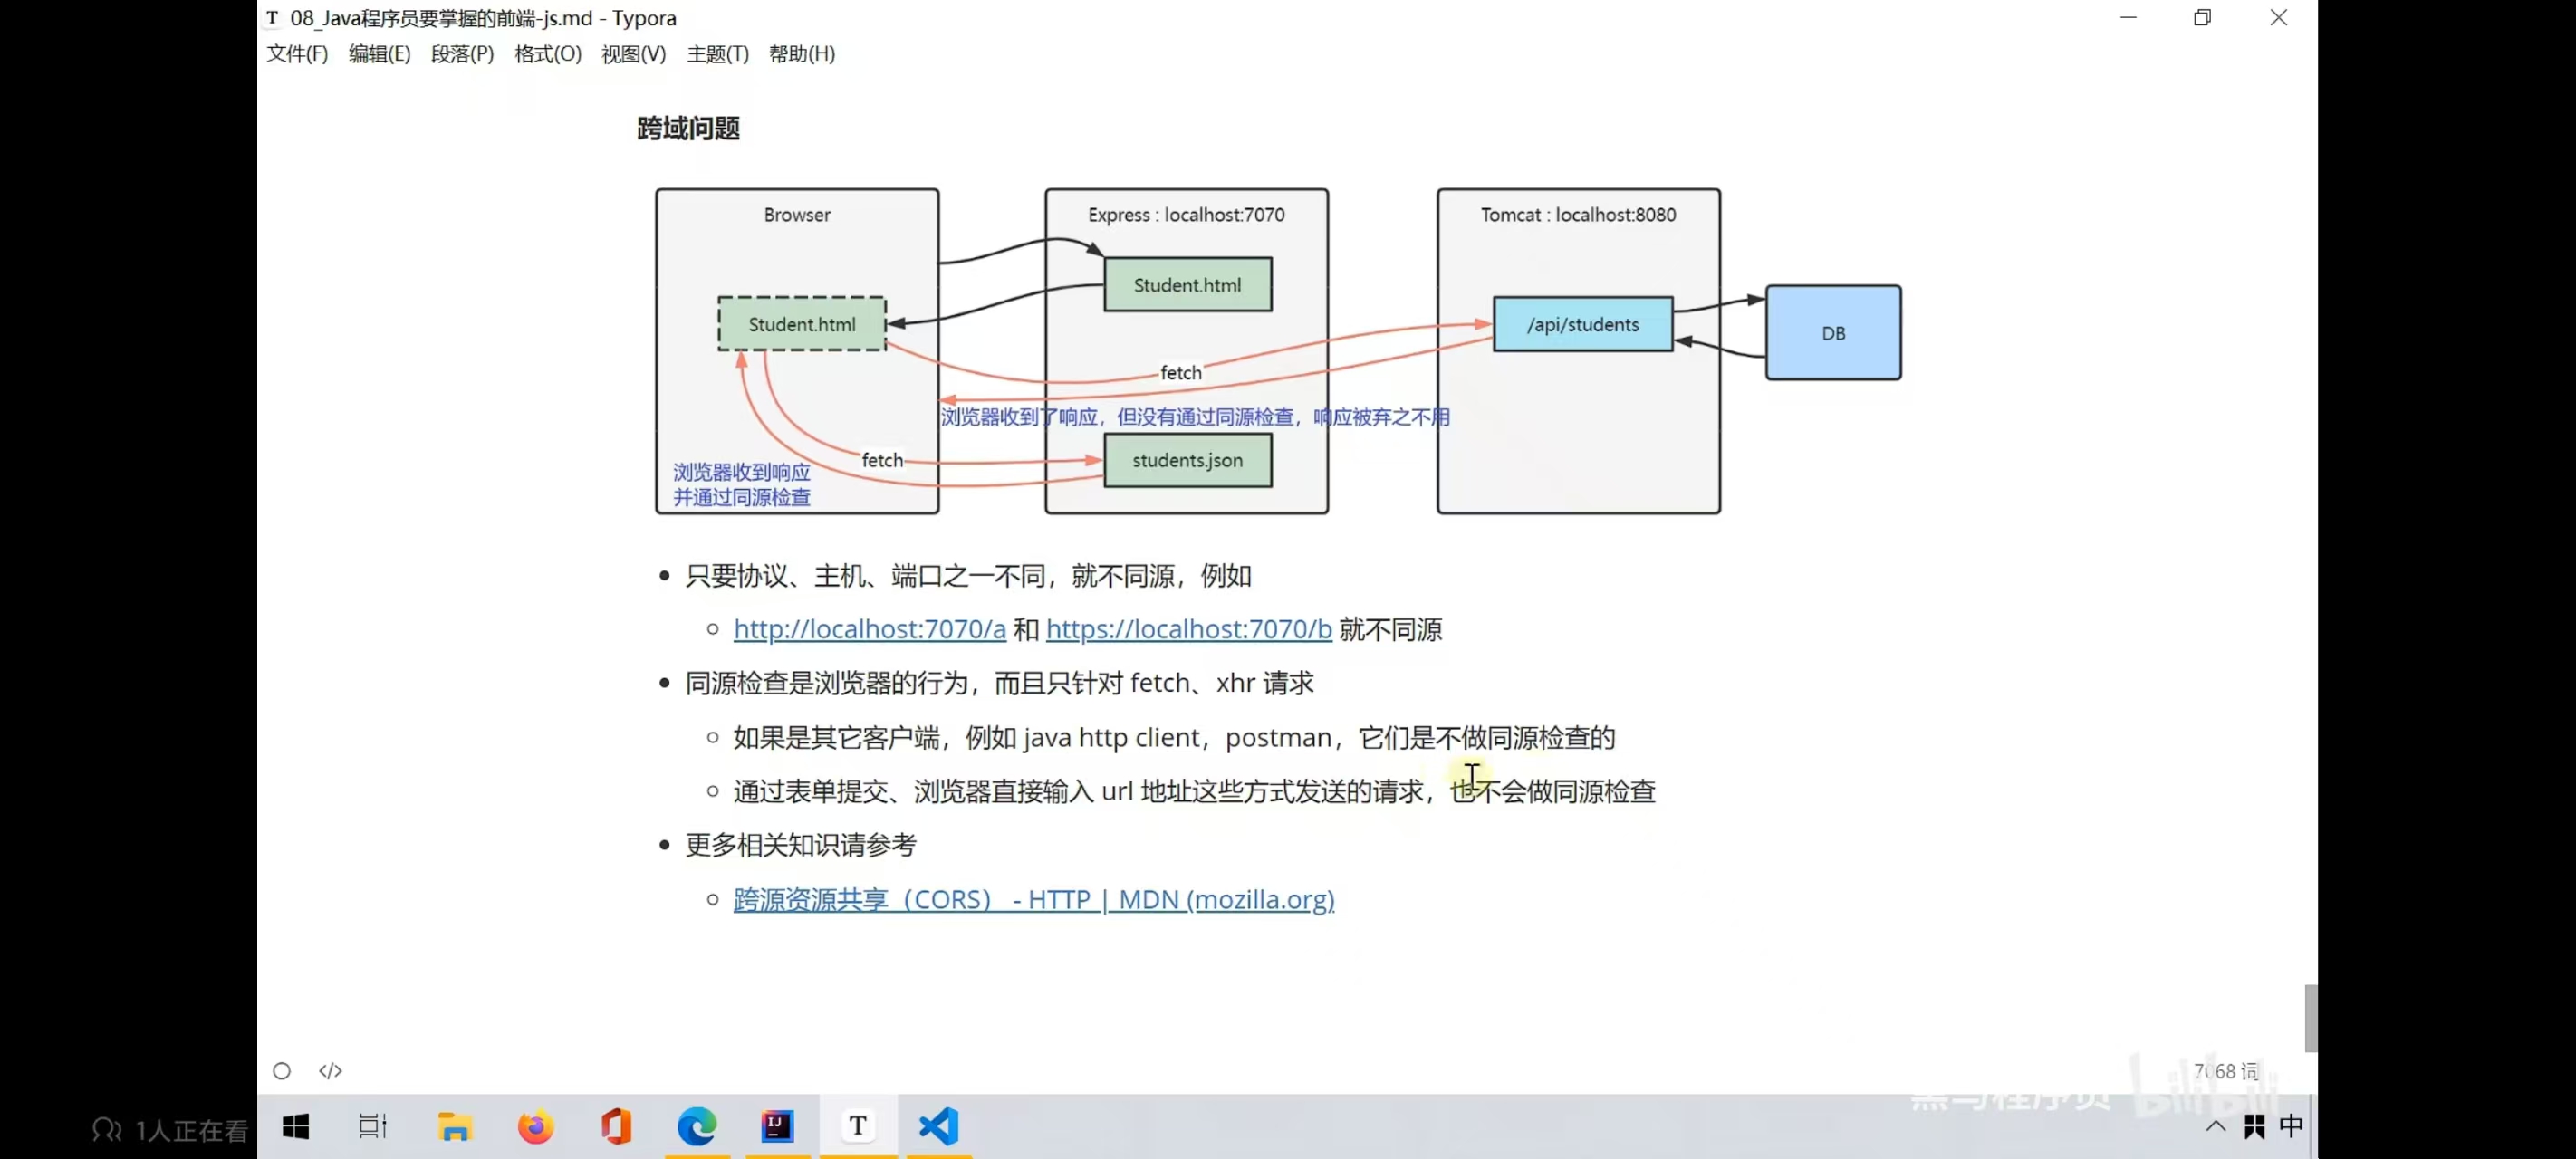 08_Java程序员要掌握的前端-js.md - Typora
文件(F) 编辑(E) 段落(P) 格式(O) 视图(V) 主题(T) 帮助(H)
跨域问题
Browser
Express : localhost:7070
Tomcat : localhost:8080
Student.html
Student.html
/api/students
DB
fetch
浏览器收到了响应，但没有通过同源检查，响应被弃之不用
fetch
students.json
浏览器收到响应
并通过同源检查
只要协议、主机、端口之一不同，就不同源，例如
http://localhost:7070/a 和 https://localhost:7070/b 就不同源
同源检查是浏览器的行为，而且只针对 fetch、xhr 请求
如果是其它客户端，例如 java http client，postman，它们是不做同源检查的
通过表单提交、浏览器直接输入 url 地址这些方式发送的请求，也不会做同源检查
更多相关知识请参考
跨源资源共享（CORS） - HTTP | MDN (mozilla.org)
7068 词
黑马程序员 bilibili
1人正在看
中